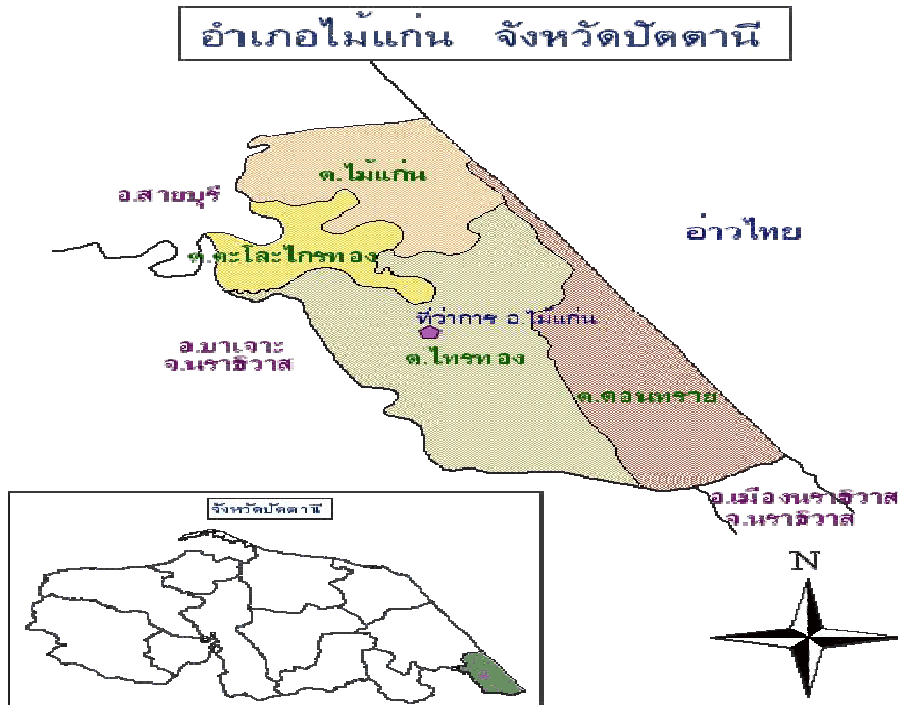 อำเภอไม้แก่น จังหวัดปัตตานี
ต.ไม้แก่น
อ.สายบุรี
อ่าวไทย
ต.ตะโละไกรทอง
ที่ว่าการ อ ไม้แก่น
อ.บาเจาะ
จ.นราธิวาส
ต.ไทรทอง
ต.ดอนทราย
อ.เมืองนราธิวาส
จ.นราธิวาส
จังหวัดปัตตานี
N